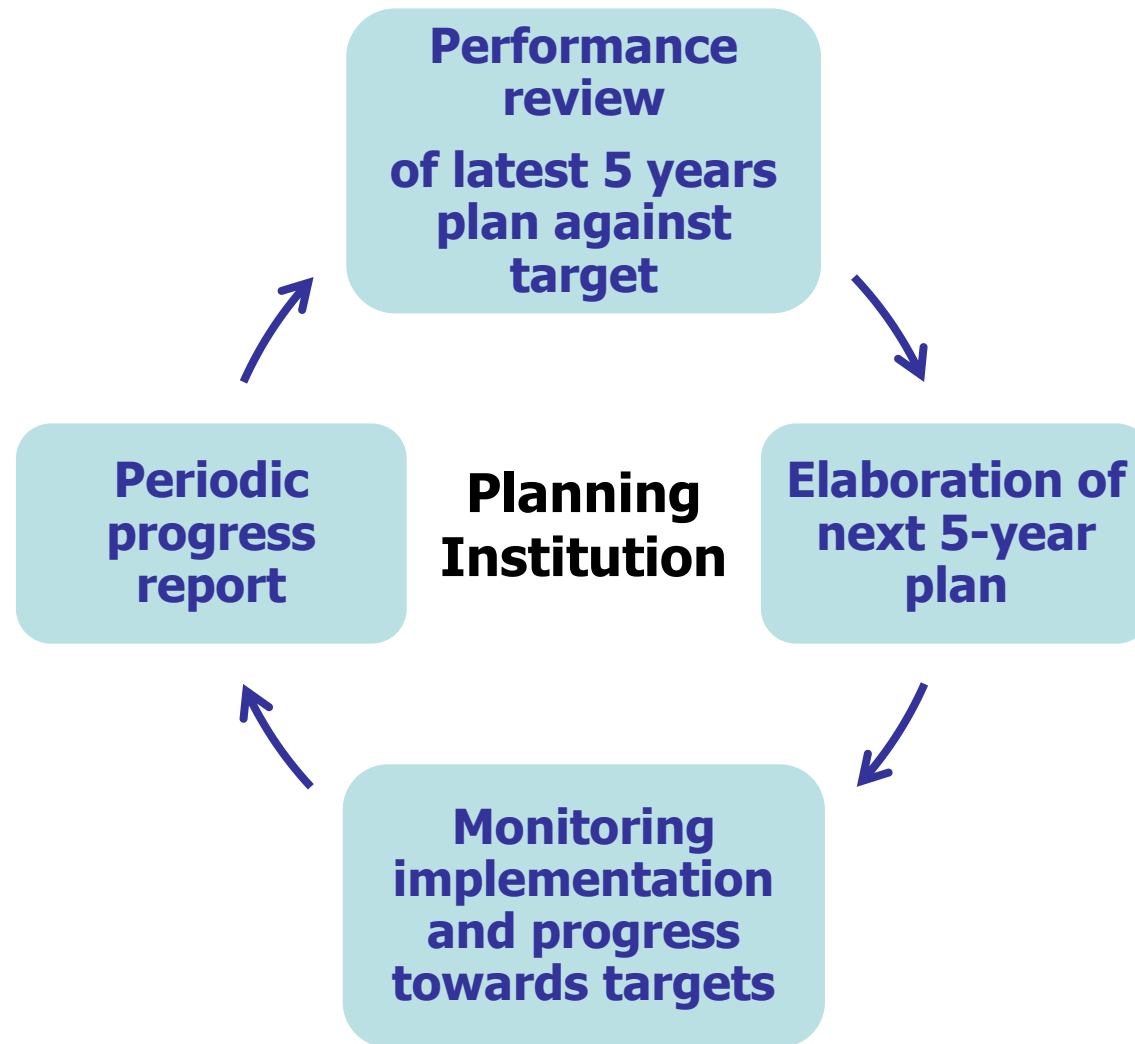 Performance
review
of latest 5 years
plan against
target
Periodic
progress
report
Planning
Institution
Elaboration of
next 5-year
plan
Monitoring
implementation
and progress
towards targets